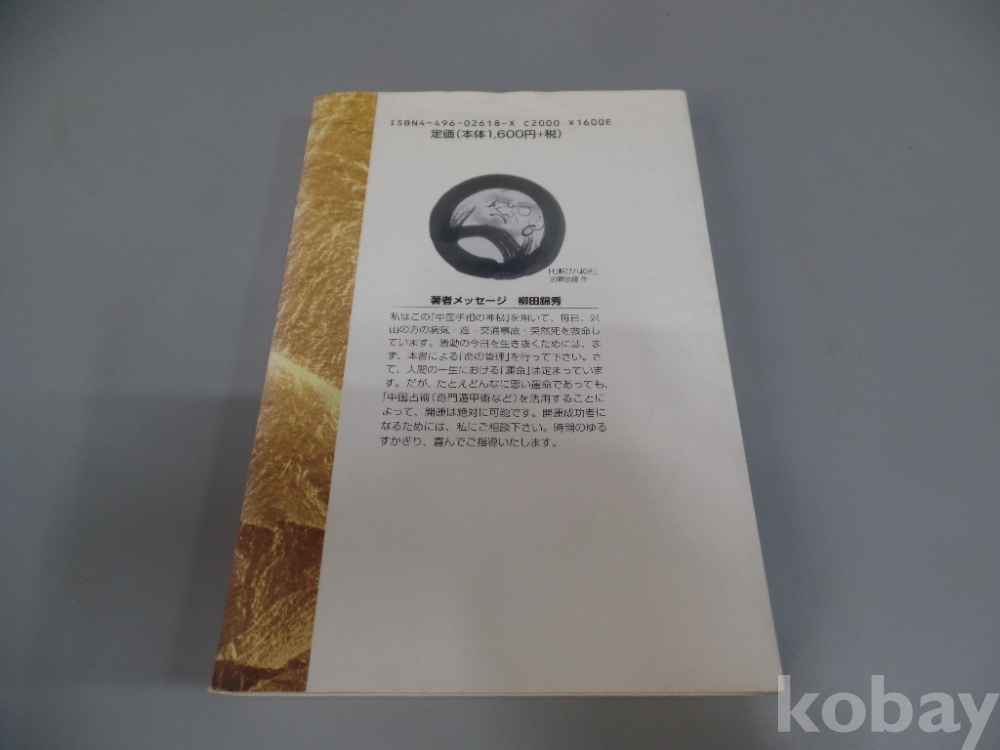 ISBN4-496-02618-X C2000 ¥1600E
定価(本体1,600円+税)
「七転び八起き」
著者メッセージ 柳田錦秀
私はこの「中国手相の神秘」を用いて、毎日、沢
山の方の病気・癌・交通事故・突然死を救命し
ています。激動の今日を生き抜くためには、ま
ず、本書による「命の管理」を行って下さい。さ
て、人間の一生における「運命」は定まっていま
す。だが、たとえどんなに悪い運命であっても、
「中国占術(奇門遁甲術など)を活用することに
よって、開運は絶対に可能です。開運成功者に
なるためには、私にご相談下さい。時間のゆる
すかぎり、喜んでご指導いたします。
kobay